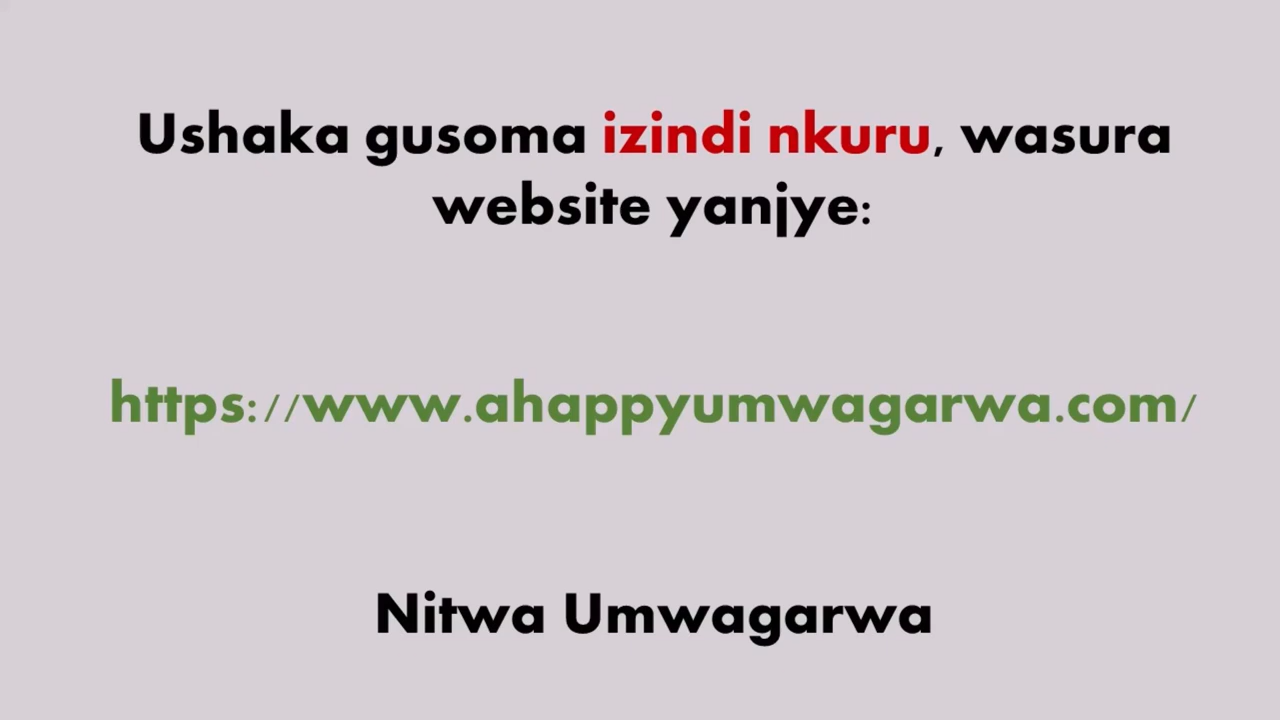 Ushaka gusoma izindi nkuru, wasura
website yanjye:
https://www.ahappyumwagarwa.com/
Nitwa Umwagarwa